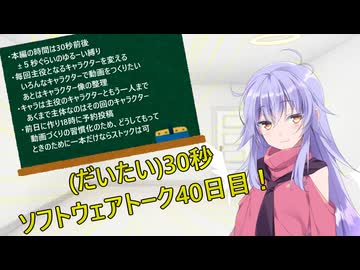 ・本編の時間は30秒前後
±５秒ぐらいのゆるーい縛り
・毎回主役となるキャラクターを変える
いろんなキャラクターで動画をつくりたい
あとはキャラクター像の整理
・キャラは主役のキャラクターともう一人まで
あくまで主体なのはその回のキャラクター
・前日に作り18時に予約投稿
動画づくりの習慣化のため、どうしてもって
ときのために一本だけならストックは可
(だいたい)30秒
ソフトウェアトーク40日目！